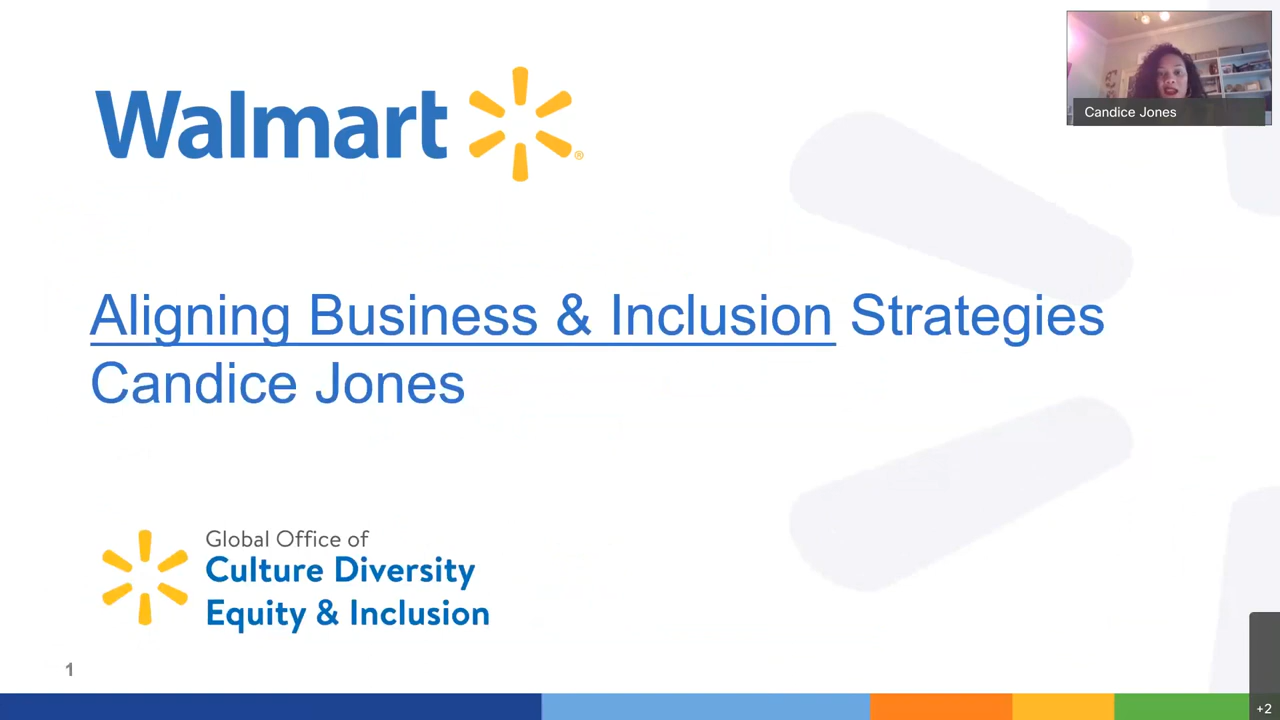 Walmart
®
Candice Jones
Aligning Business & Inclusion Strategies
Candice Jones
Global Office of
Culture Diversity
Equity & Inclusion
1
+2